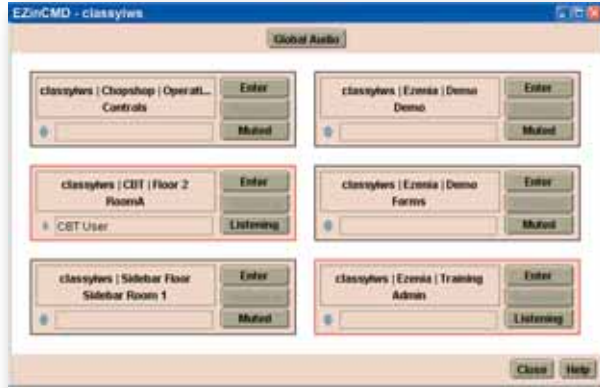 EZinCMD - classyiws
Global Audio
classyiws | Chopshop | Operati...
Controls
Enter
Muted
classyiws | Ezenia | Demo
Demo
Enter
Muted
classyiws | CBT | Floor 2
RoomA
Enter
CBT User
Listening
classyiws | Ezenia | Demo
Forms
Enter
Muted
classyiws | Sidebar Floor
Sidebar Room 1
Enter
Muted
classyiws | Ezenia | Training
Admin
Enter
Listening
Close
Help